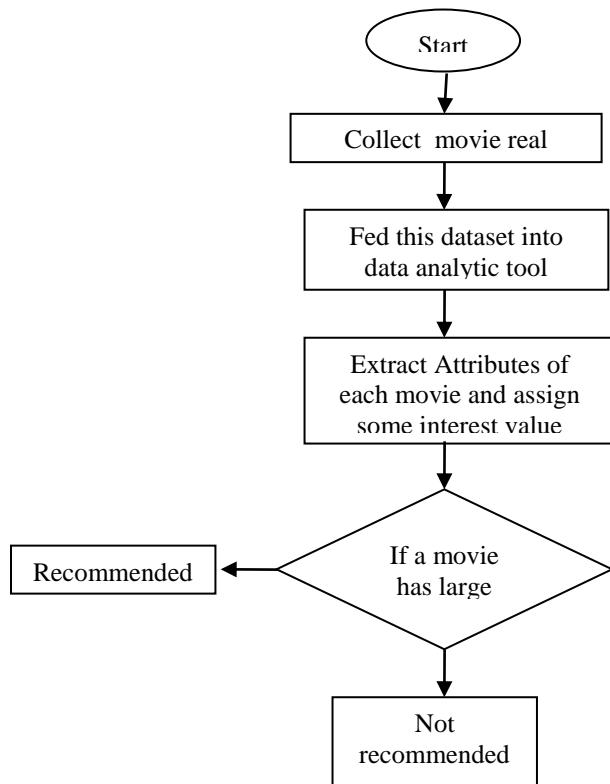 Start
Collect movie real
Fed this dataset into
data analytic tool
Extract Attributes of
each movie and assign
some interest value
If a movie
has large
Recommended
Not
recommended